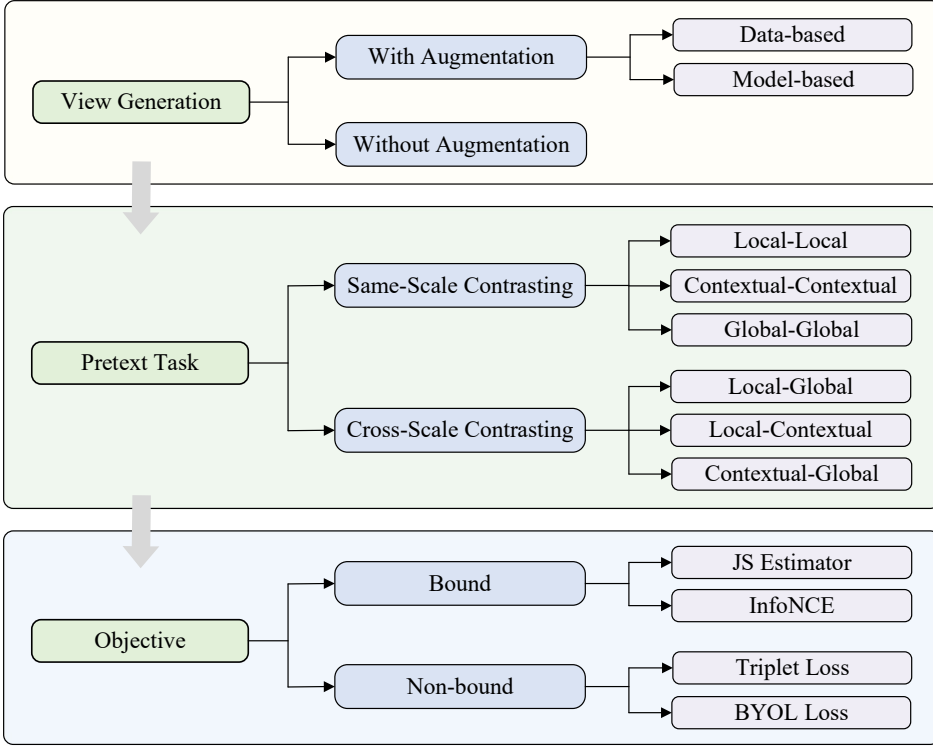 View Generation
With Augmentation
Data-based
Model-based
Without Augmentation
Pretext Task
Same-Scale Contrasting
Local-Local
Contextual-Contextual
Global-Global
Cross-Scale Contrasting
Local-Global
Local-Contextual
Contextual-Global
Objective
Bound
JS Estimator
InfoNCE
Non-bound
Triplet Loss
BYOL Loss